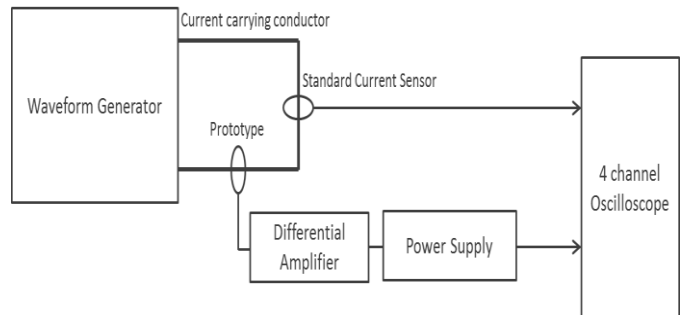 Current carrying conductor
Waveform Generator
Standard Current Sensor
Prototype
4 channel
Oscilloscope
Differential
Amplifier
Power Supply